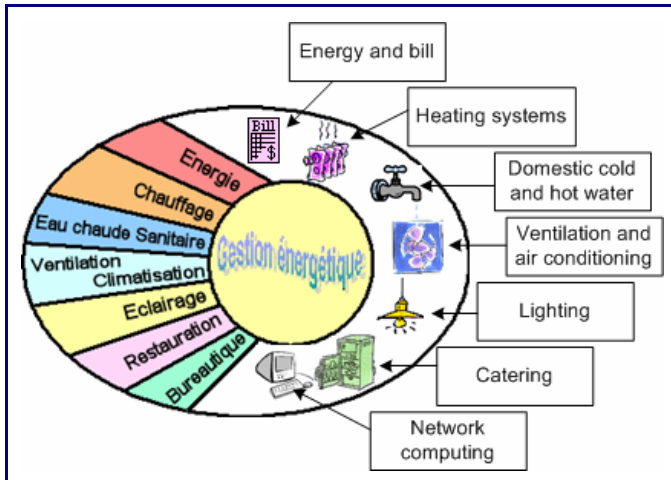 Energy and bill
Heating systems
Domestic cold
and hot water
Ventilation and
air conditioning
Lighting
Catering
Network
computing
Bill
$
Energie
Chauffage
Eau chaude Sanitaire
Ventilation
Climatisation
Eclairage
Restauration
Bureautique
Gestion énergétique